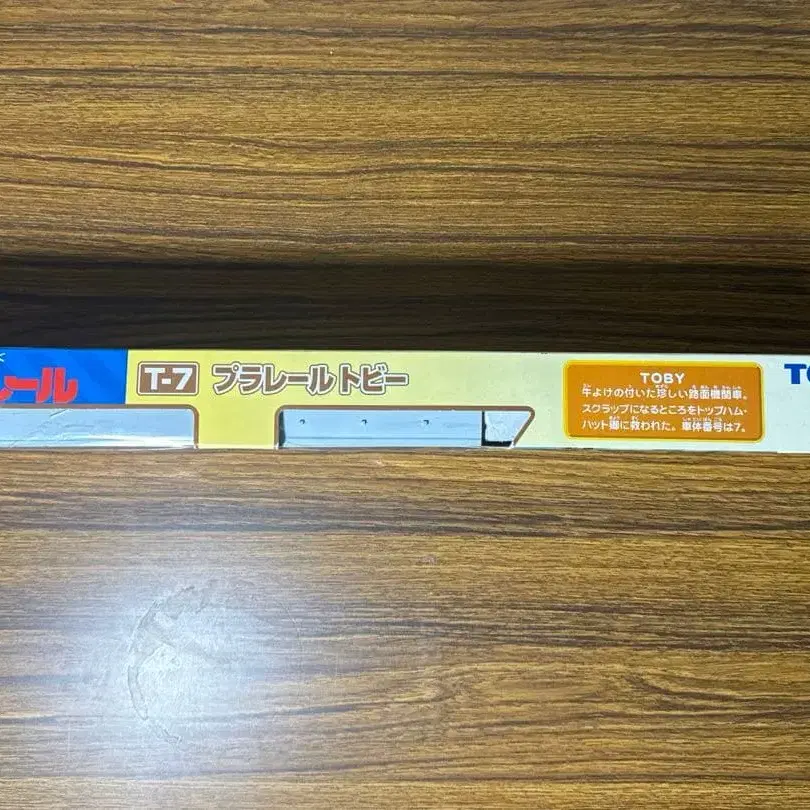 レール
T-7 プラレール トビー
TOBY
牛よけの付いた珍しい路面機関車。
スクラップになるところをトップハム・
ハット卿に救われた。車体番号は7。